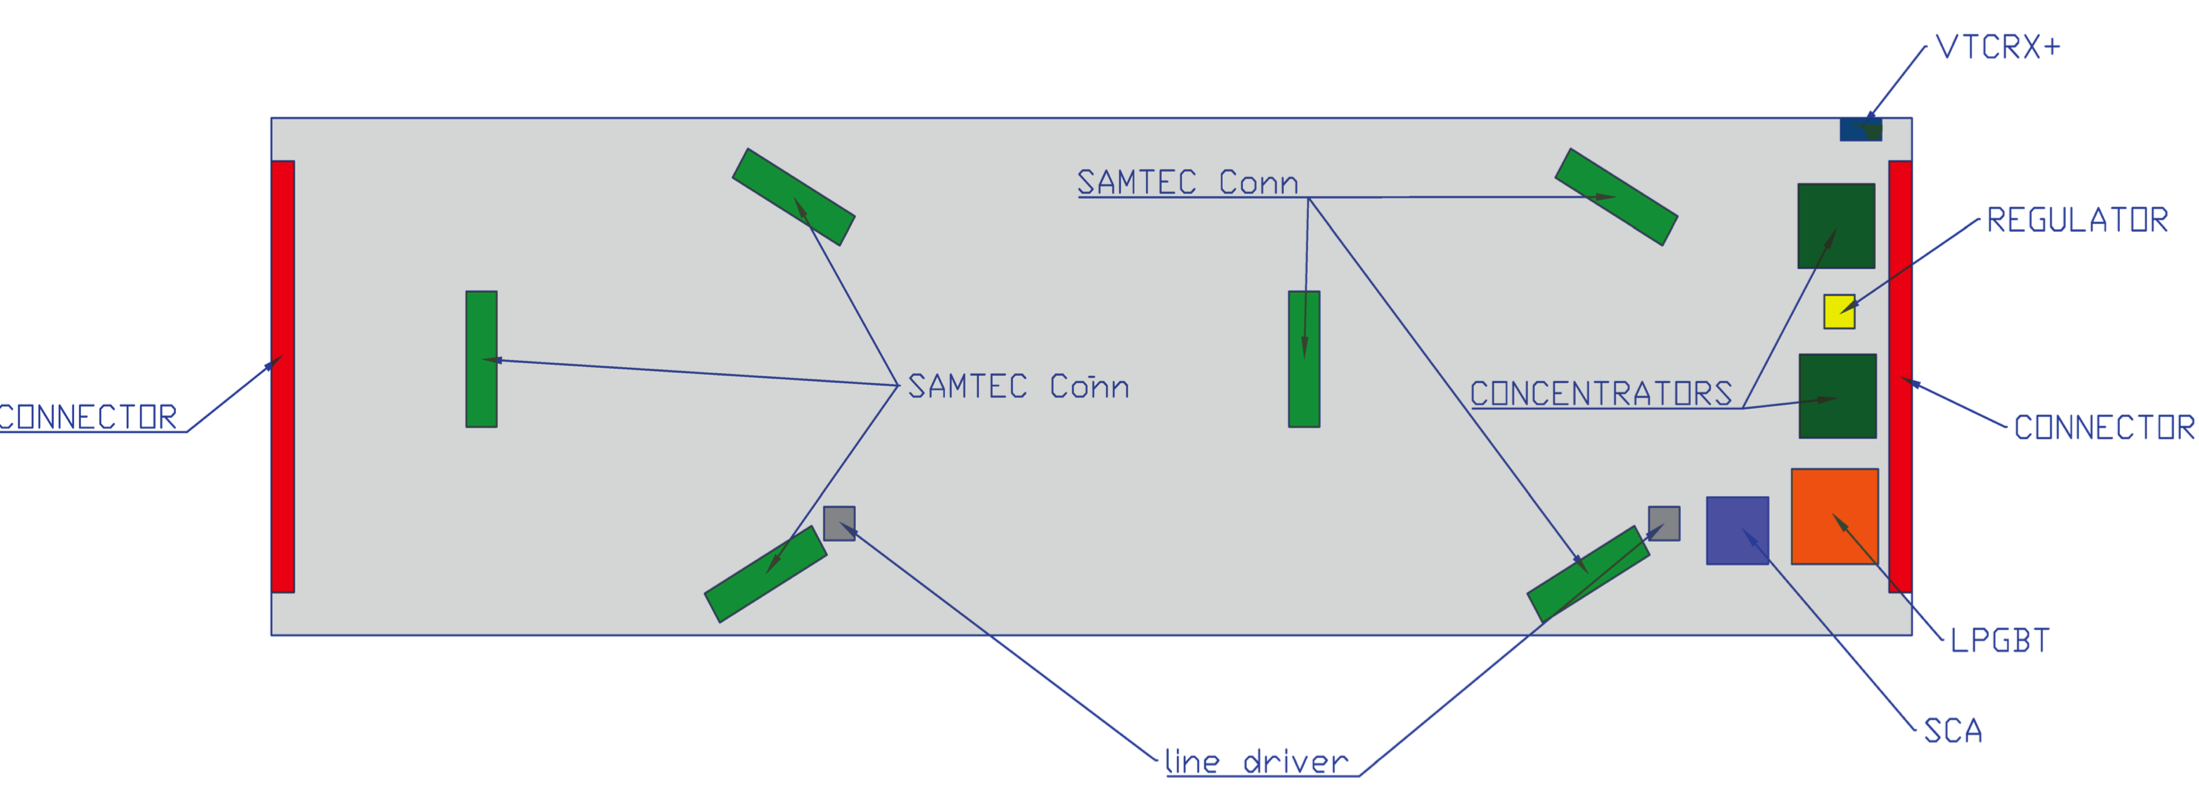 VTCRX+
SAMTEC Conn
REGULATOR
SAMTEC Conn
CONCENTRATORS
CONNECTOR
CONNECTOR
LPGBT
SCA
line driver